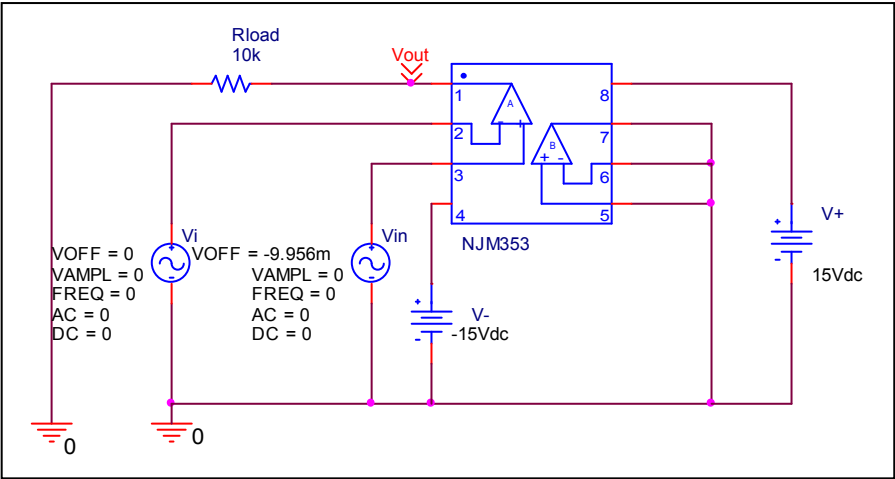 Rload
10k
Vout
1
2
3
4
8
7
6
5
A
- +
B
+ -
NJM353
V+
+
-
15Vdc
Vi
+
-
VOFF = 0
VAMPL = 0
FREQ = 0
AC = 0
DC = 0
Vin
+
-
VOFF = -9.956m
VAMPL = 0
FREQ = 0
AC = 0
DC = 0
V-
+
-
-15Vdc
0
0